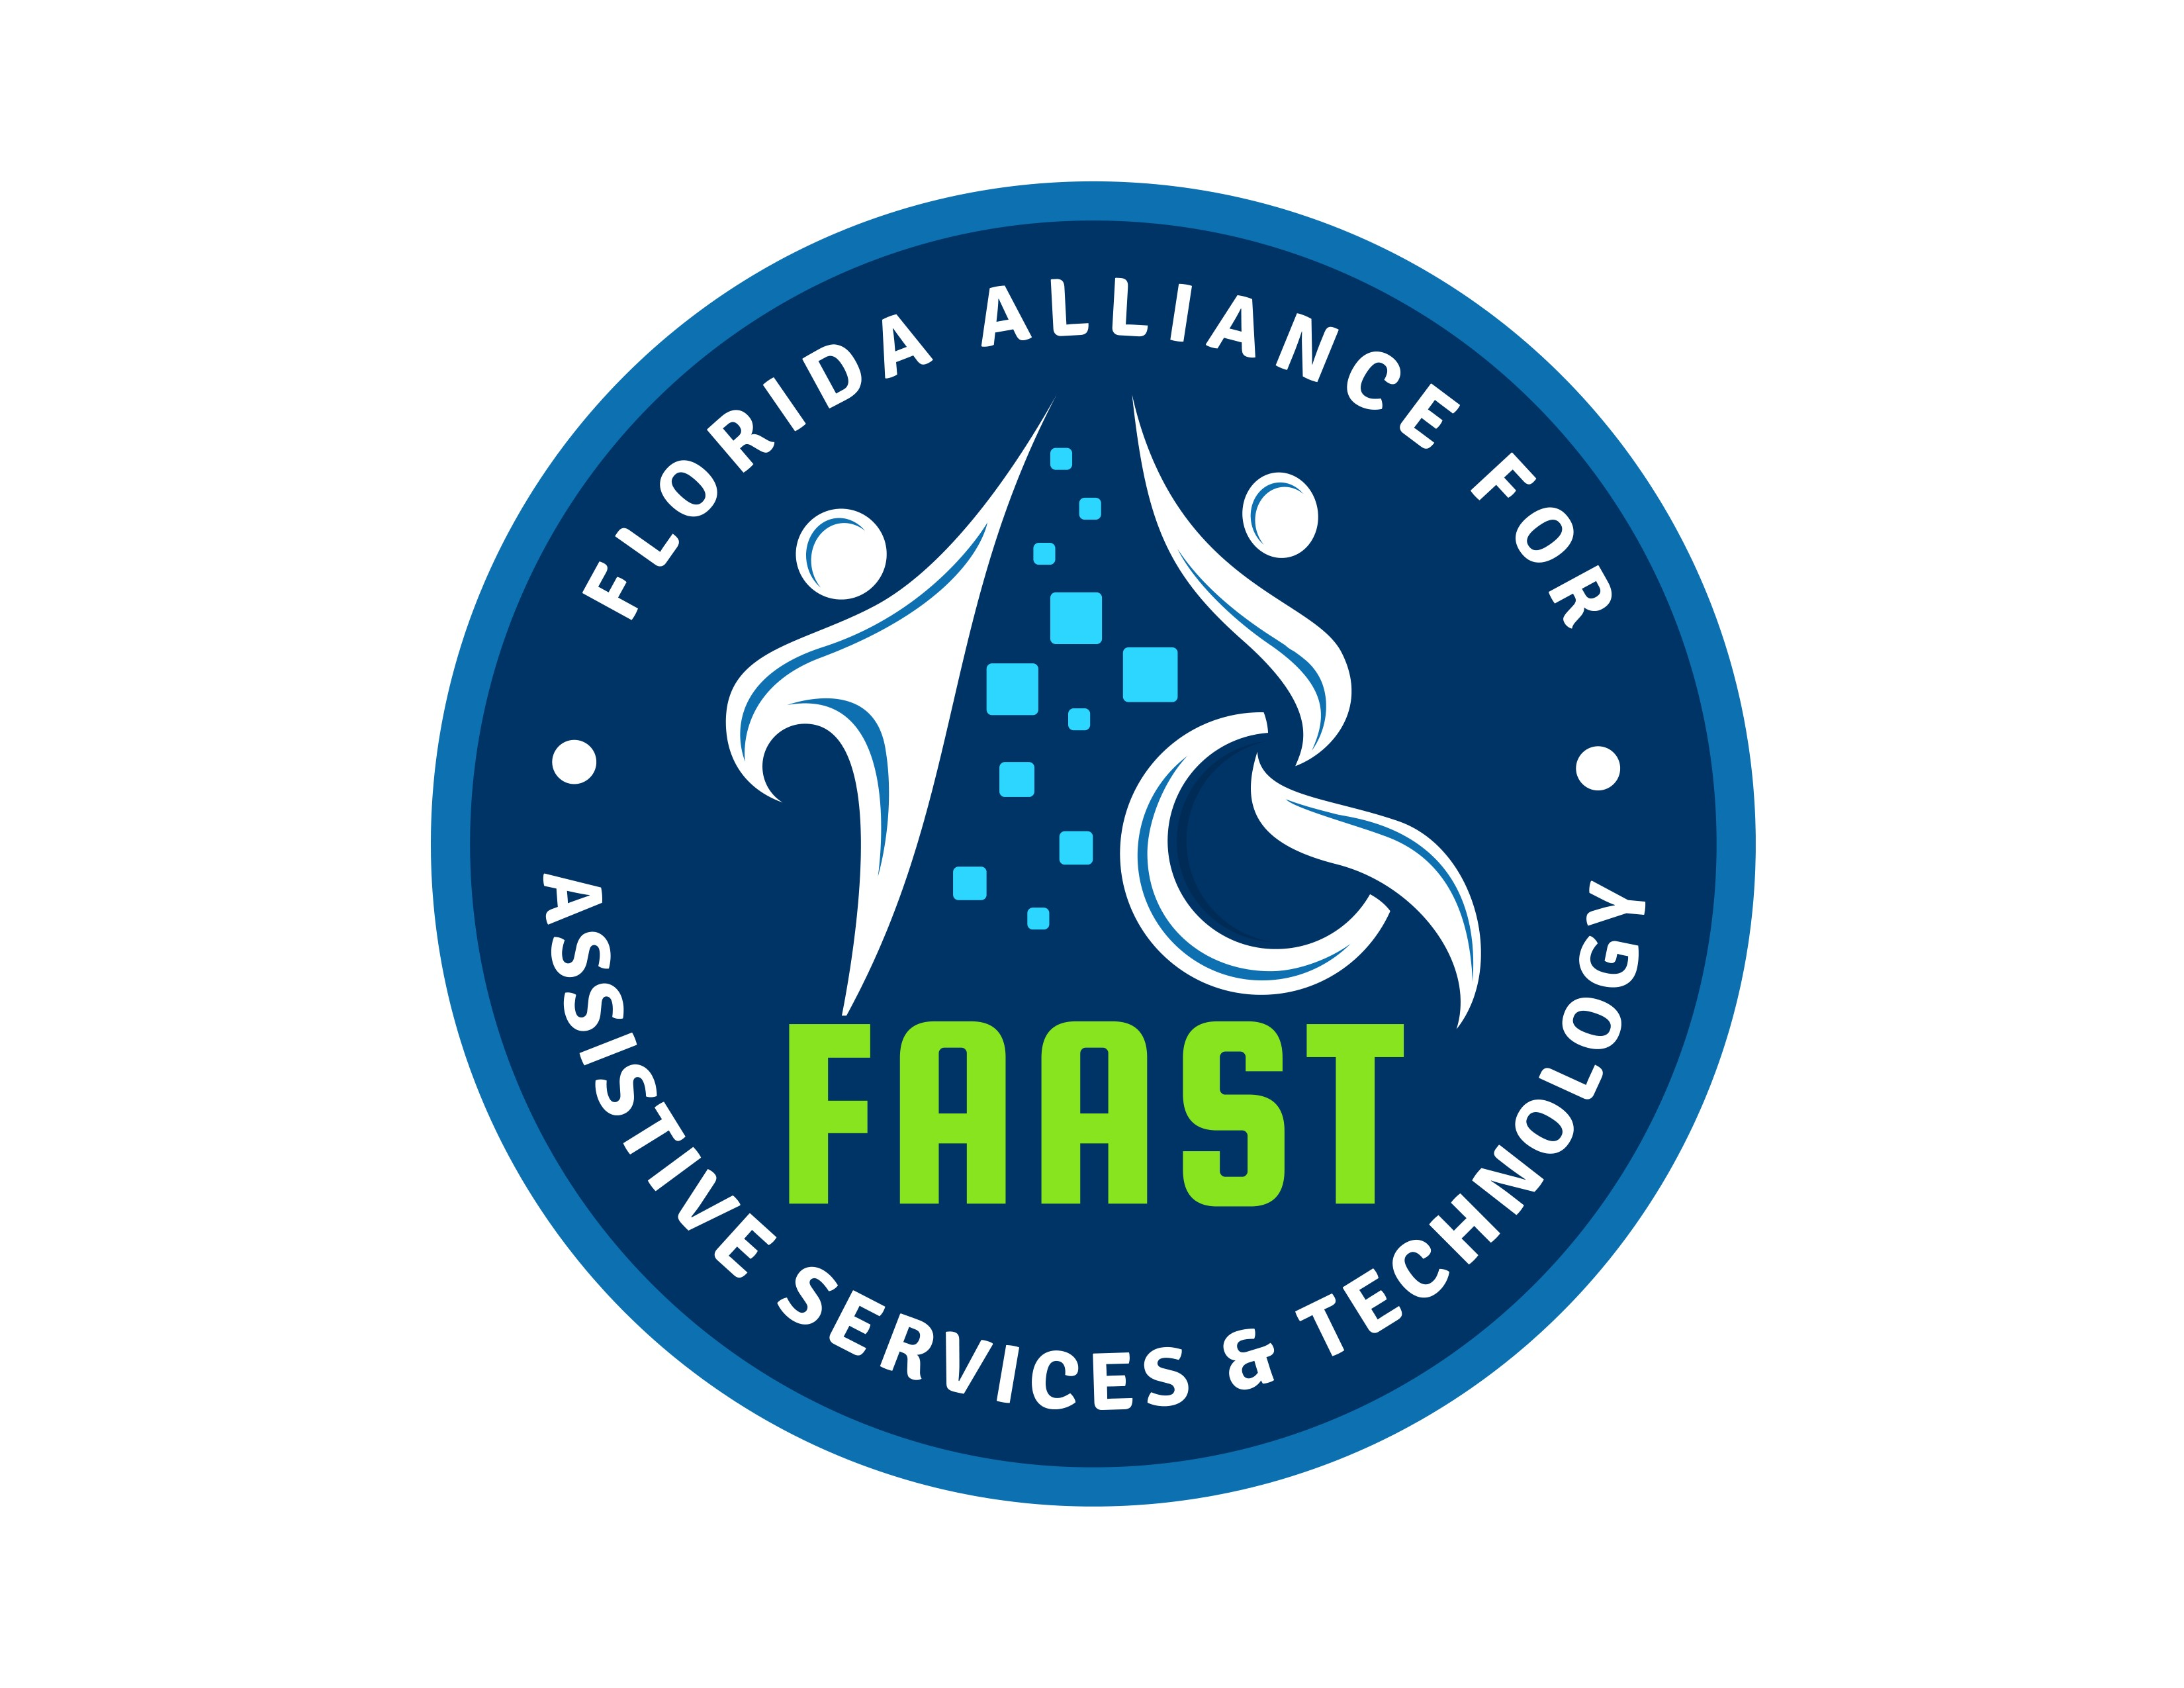 FLORIDA ALLIANCE FOR
FAAST
ASSISTIVE SERVICES & TECHNOLOGY